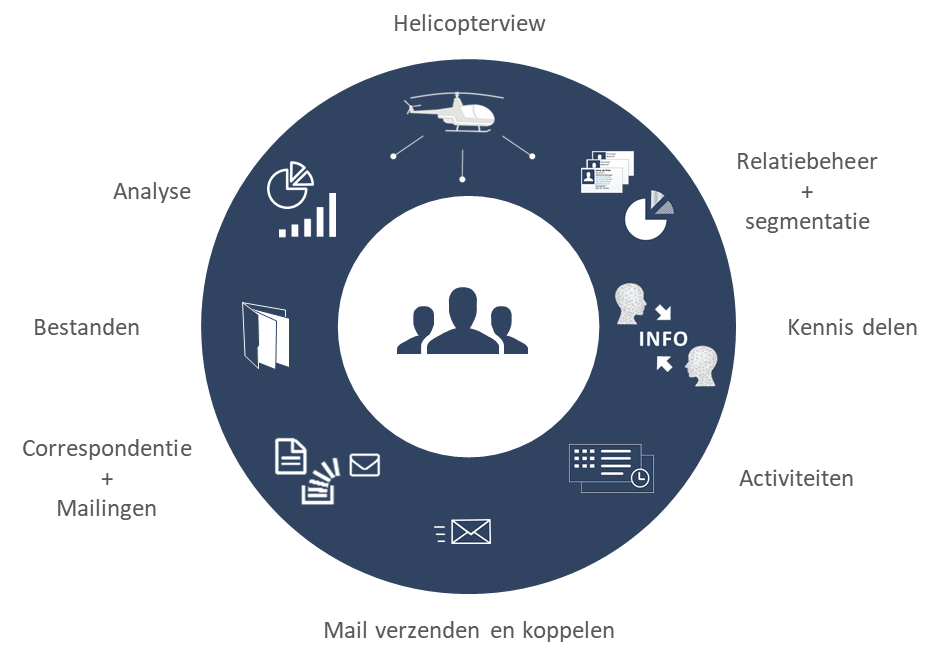 Helicopterview
Relatiebeheer
+
segmentatie
Analyse
Bestanden
INFO
Kennis delen
Correspondentie
+
Mailingen
Activiteiten
Mail verzenden en koppelen